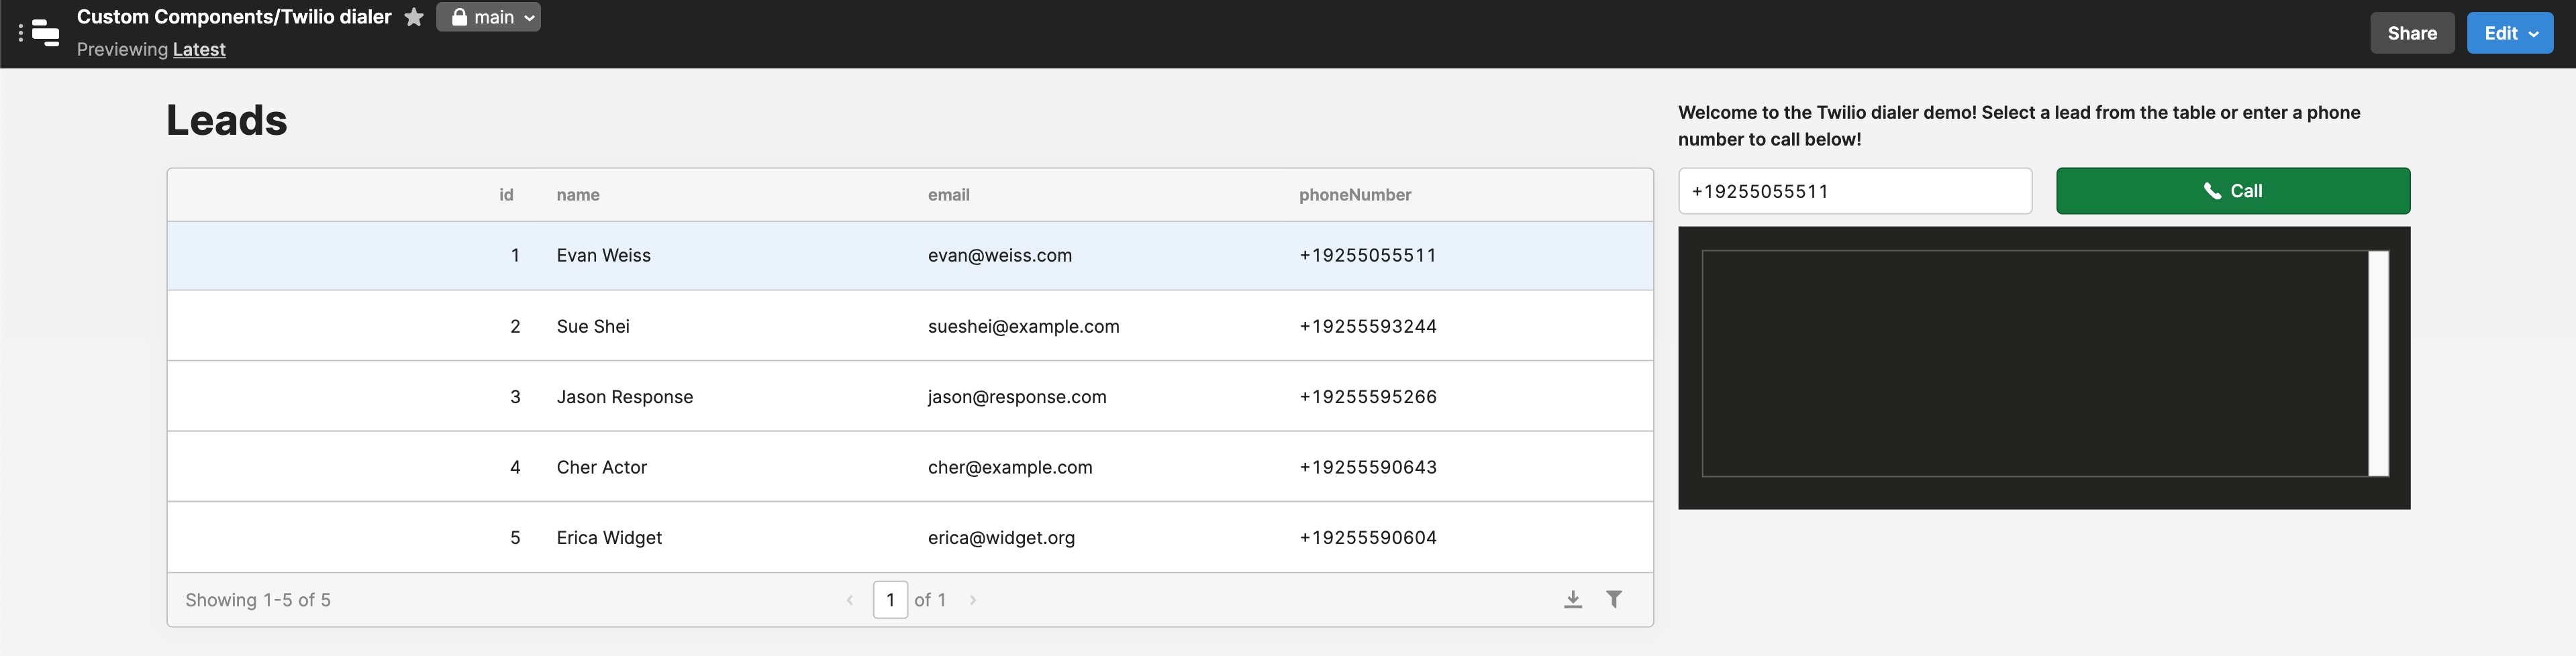 Custom Components/Twilio dialer main
Previewing Latest
Share Edit
Leads
id name email phoneNumber
1 Evan Weiss evan@weiss.com +19255055511
2 Sue Shei sueshei@example.com +19255593244
3 Jason Response jason@response.com +19255595266
4 Cher Actor cher@example.com +19255590643
5 Erica Widget erica@widget.org +19255590604
Showing 1-5 of 5 1 of 1
Welcome to the Twilio dialer demo! Select a lead from the table or enter a phone
number to call below!
+19255055511 Call